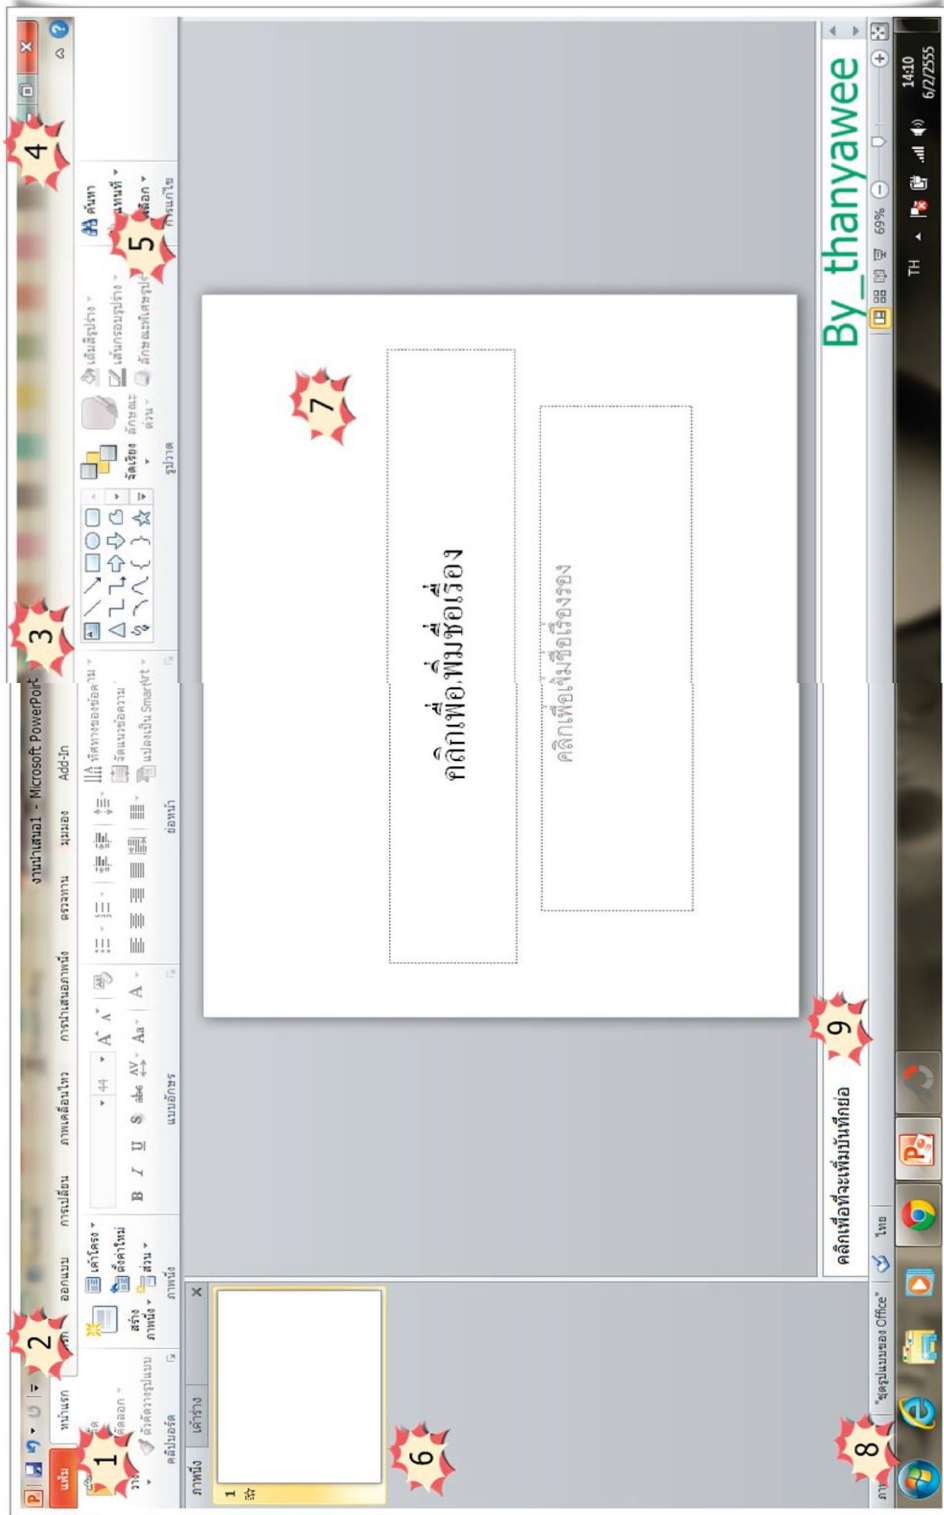 งานนำเสนอ1 - Microsoft PowerPoint
3
4
2
แฟ้ม
หน้าแรก
ออกแบบ
การเปลี่ยน
ภาพเคลื่อนไหว
การนำเสนอภาพนิ่ง
ตรวจทาน
มุมมอง
Add-In
1
คัดลอก
ตัวคัดวางรูปแบบ
คลิปบอร์ด
สร้าง
ภาพนิ่ง
เค้าโครง
ตั้งค่าใหม่
ส่วน
ภาพนิ่ง
44
แบบอักษร
ทิศทางของข้อความ
จัดแนวข้อความ
แปลงเป็น SmartArt
ย่อหน้า
จัดเรียง
ลักษณะ
ด่วน
เติมสีรูปร่าง
เส้นกรอบรูปร่าง
รูปวาด
ค้นหา
แทนที่
5
การแก้ไข
ภาพนิ่ง
เค้าร่าง
1
6
7
คลิกเพื่อเพิ่มชื่อเรื่อง
คลิกเพื่อเพิ่มชื่อเรื่องรอง
คลิกเพื่อที่จะเพิ่มบันทึกย่อ
9
By_thanyawee
8
"ชุดรูปแบบของ Office"
ไทย
69%
TH
14:10
6/2/2555